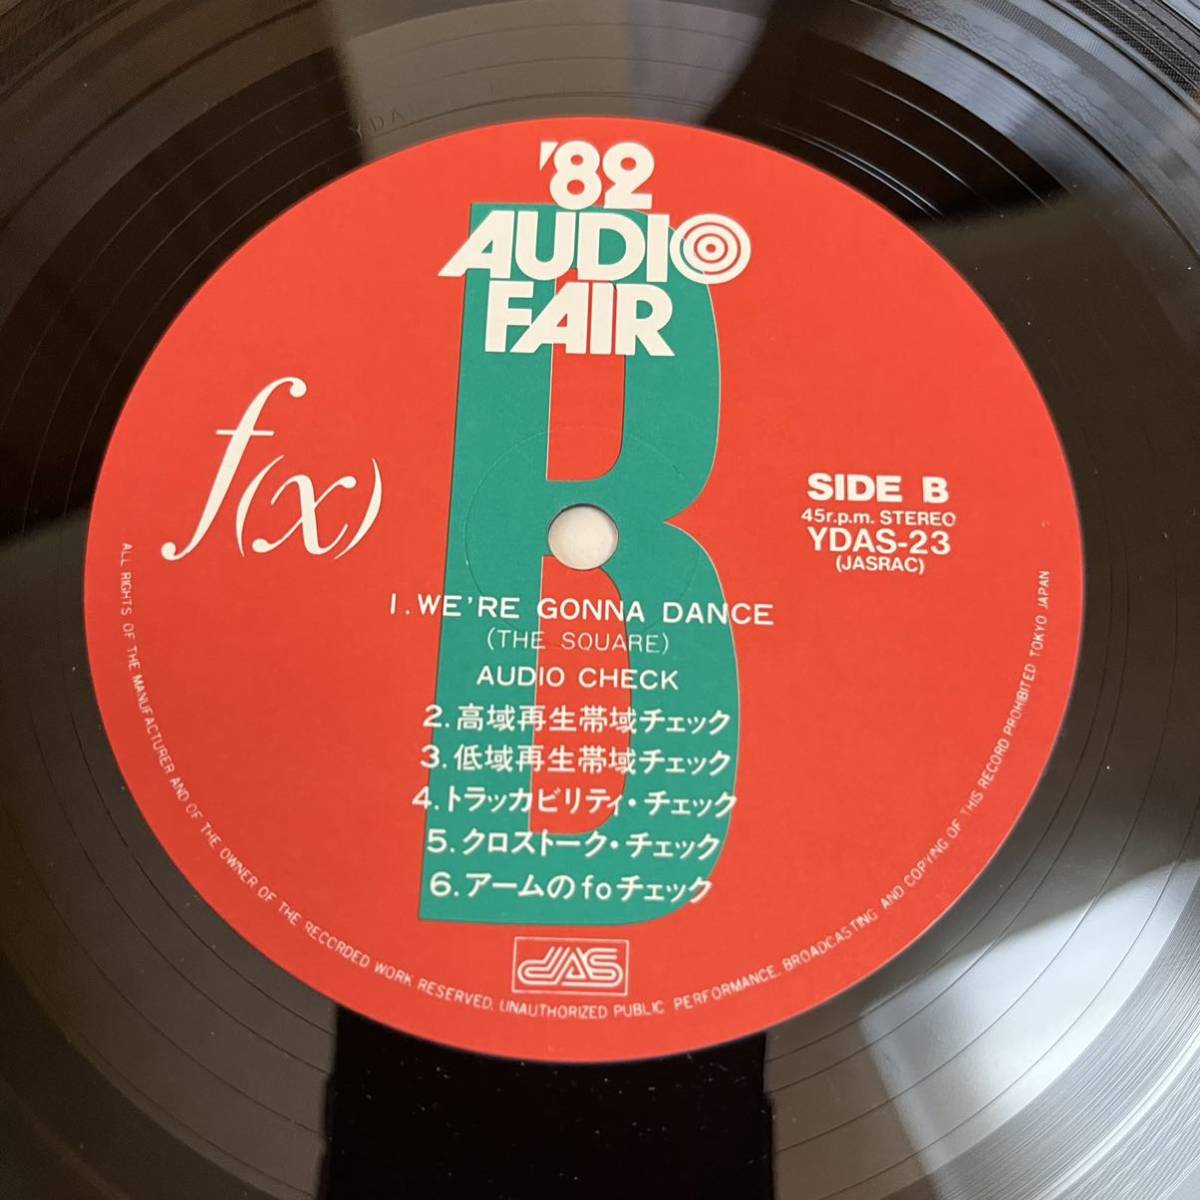 '82
AUDIO
FAIR
B
f(x)
SIDE B
45r.p.m. STEREO
YDAS-23
(JASRAC)
1. WE'RE GONNA DANCE
(THE SQUARE)
AUDIO CHECK
2. 高域再生帯域チェック
3. 低域再生帯域チェック
4. トラッカビリティ・チェック
5. クロストーク・チェック
6. アームのfoチェック
JAS
ALL RIGHTS OF THE MANUFACTURER AND OF THE OWNER OF THE RECORDED WORK RESERVED. UNAUTHORIZED PUBLIC PERFORMANCE. BROADCASTING AND COPYING OF THIS RECORD PROHIBITED TOKYO JAPAN